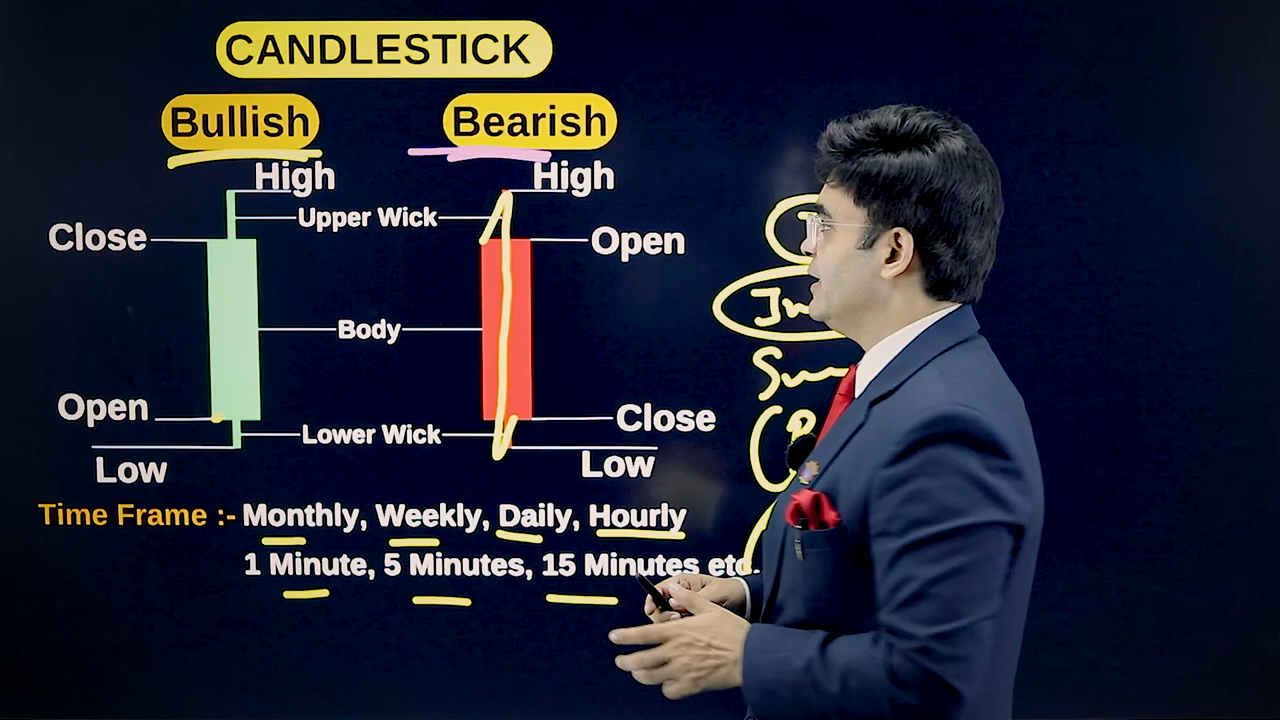 CANDLESTICK
Bullish Bearish
High High
Upper Wick
Close Open
Body
Open Close
Lower Wick
Low Low
Time Frame :- Monthly, Weekly, Daily, Hourly
1 Minute, 5 Minutes, 15 Minutes etc.